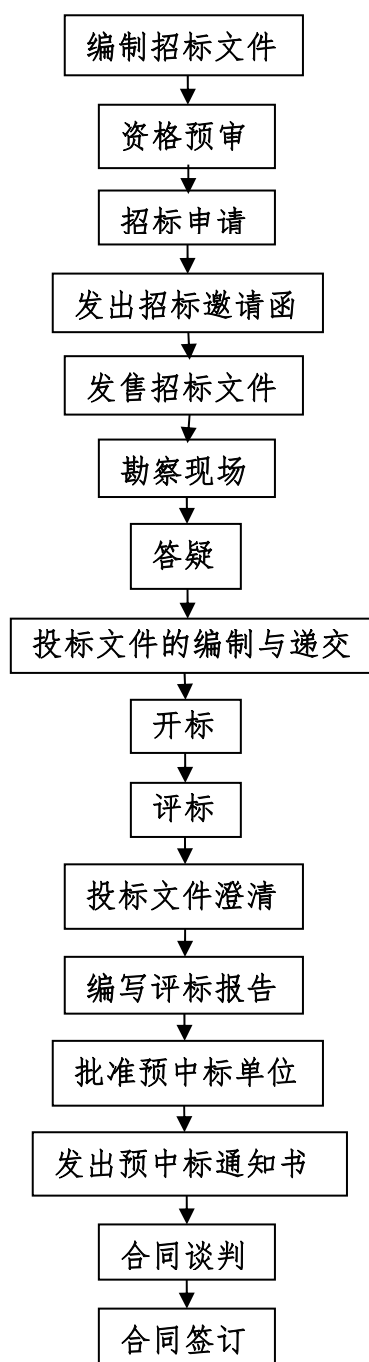 编制招标文件
资格预审
招标申请
发出招标邀请函
发售招标文件
勘察现场
答疑
投标文件的编制与递交
开标
评标
投标文件澄清
编写评标报告
批准预中标单位
发出预中标通知书
合同谈判
合同签订